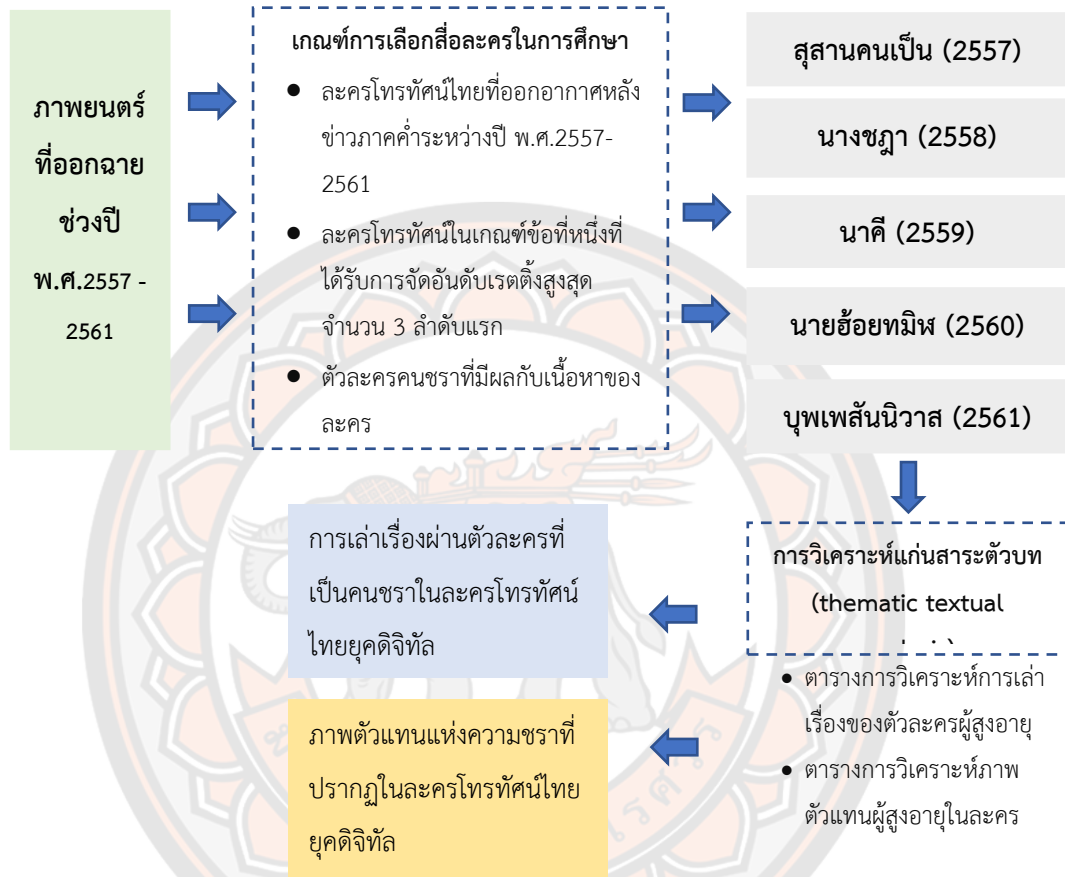 ภาพยนตร์
ที่ออกฉาย
ช่วงปี
พ.ศ.2557 -
2561
เกณฑ์การเลือกสื่อละครในการศึกษา
● ละครโทรทัศน์ไทยที่ออกอากาศหลัง
ข่าวภาคค่ำระหว่างปี พ.ศ.2557-
2561
● ละครโทรทัศน์ในเกณฑ์ข้อที่หนึ่งที่
ได้รับการจัดอันดับเรตติ้งสูงสุด
จำนวน 3 ลำดับแรก
● ตัวละครคนชราที่มีผลกับเนื้อหาของ
ละคร
สุสานคนเป็น (2557)
นางชฎา (2558)
นาคี (2559)
นายฮ้อยทมิฬ (2560)
บุพเพสันนิวาส (2561)
การวิเคราะห์แก่นสาระตัวบท
(thematic textual
● ตารางการวิเคราะห์การเล่า
เรื่องของตัวละครผู้สูงอายุ
● ตารางการวิเคราะห์ภาพ
ตัวแทนผู้สูงอายุในละคร
การเล่าเรื่องผ่านตัวละครที่
เป็นคนชราในละครโทรทัศน์
ไทยยุคดิจิทัล
ภาพตัวแทนแห่งความชราที่
ปรากฏในละครโทรทัศน์ไทย
ยุคดิจิทัล